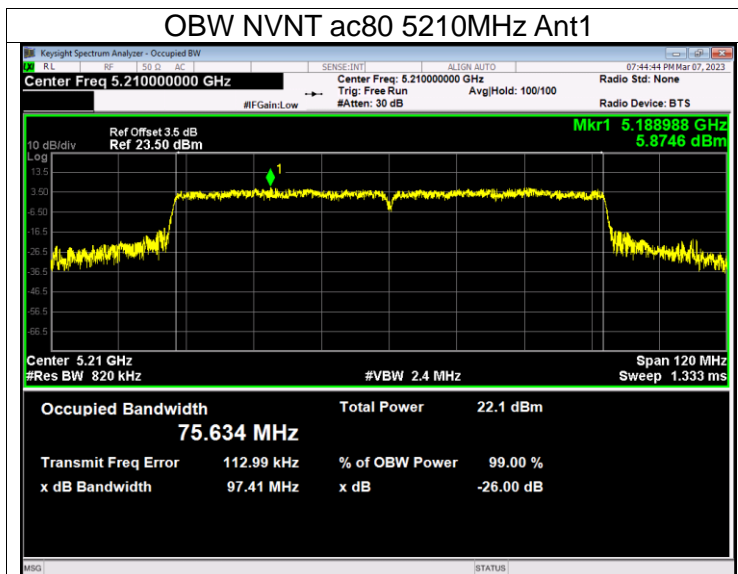 OBW NVNT ac80 5210MHz Ant1
Keysight Spectrum Analyzer - Occupied BW
RL RF 50 Ω AC SENSE:INT ALIGN AUTO 07:44:44 PM Mar 07, 2023
Center Freq 5.210000000 GHz Center Freq: 5.210000000 GHz Radio Std: None
Trig: Free Run Avg|Hold: 100/100
#IFGain:Low #Atten: 30 dB Radio Device: BTS
Mkr1 5.188988 GHz
5.8746 dBm
Ref Offset 3.5 dB
10 dB/div Ref 23.50 dBm
Log
13.5
3.50
-6.50
-16.5
-26.5
-36.5
-46.5
-56.5
-66.5
1
Center 5.21 GHz Span 120 MHz
#Res BW 820 kHz #VBW 2.4 MHz Sweep 1.333 ms
Occupied Bandwidth Total Power 22.1 dBm
75.634 MHz
Transmit Freq Error 112.99 kHz % of OBW Power 99.00 %
x dB Bandwidth 97.41 MHz x dB -26.00 dB
MSG STATUS